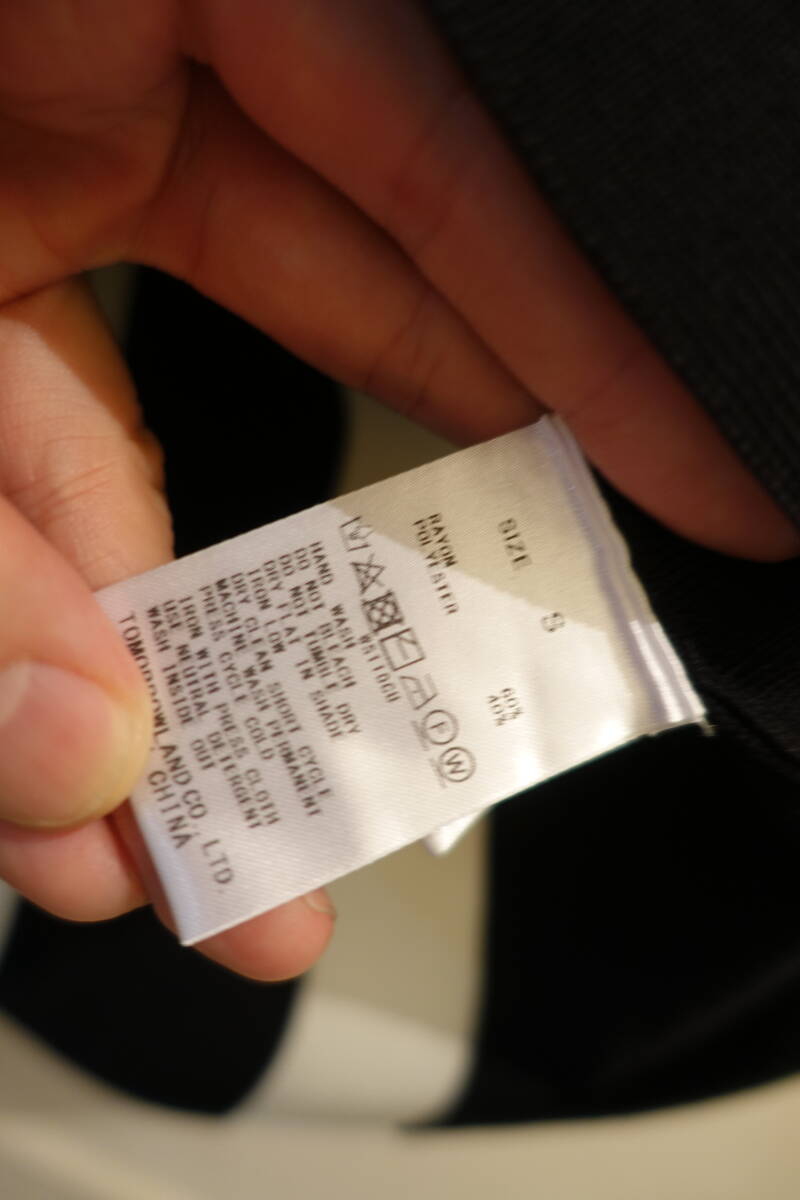 SIZE S
RAYON 60%
POLYESTER 40%
F W
HAND WASH
DO NOT BLEACH
DO NOT TUMBLE DRY
DRY FLAT IN SHADE
IRON LOW
DRY CLEAN SHORT CYCLE
MACHINE WASH PERMANENT
PRESS CYCLE COLD
IRON WITH PRESS CLOTH
USE NEUTRAL DETERGENT
WASH INSIDE OUT
TOMORROWLAND CO., LTD.
CHINA